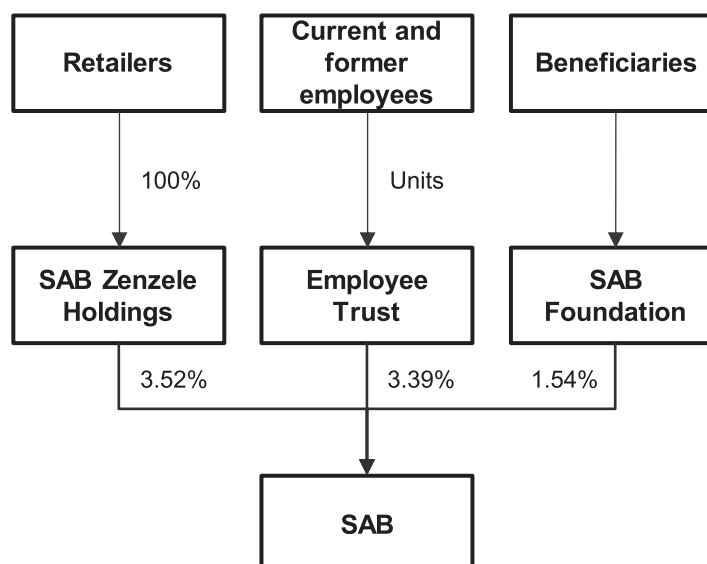 Retailers
Current and
former
employees
Beneficiaries
100%
Units
SAB Zenzele
Holdings
Employee
Trust
SAB
Foundation
3.52%
3.39%
1.54%
SAB